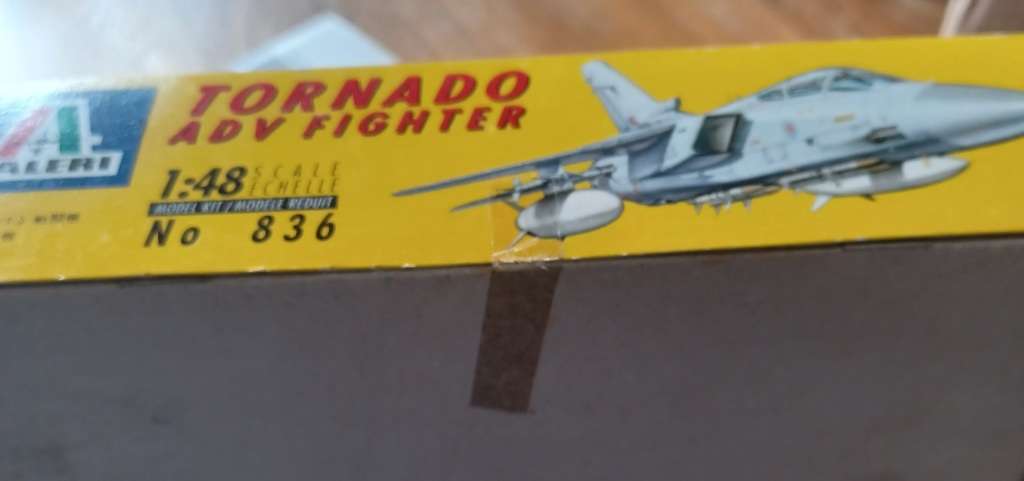 TORNADO
ADV FIGHTER
ALERI
1:48 SCALE
ECHELLE
MODEL KIT / MODELE REDUIT
No 836